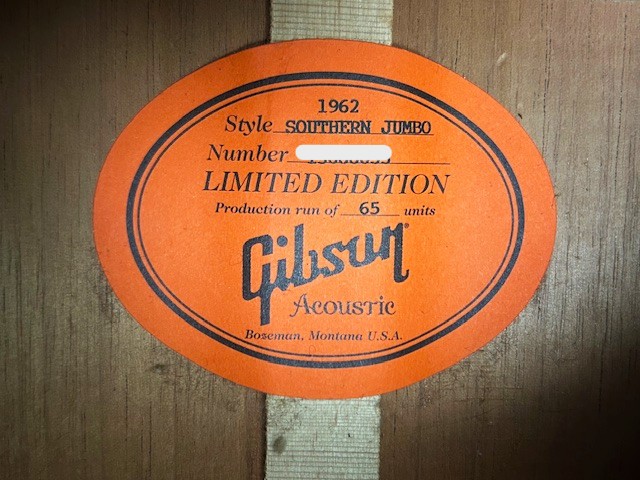 1962
Style SOUTHERN JUMBO
Number
LIMITED EDITION
Production run of 65 units
Gibson
Acoustic
Bozeman, Montana U.S.A.